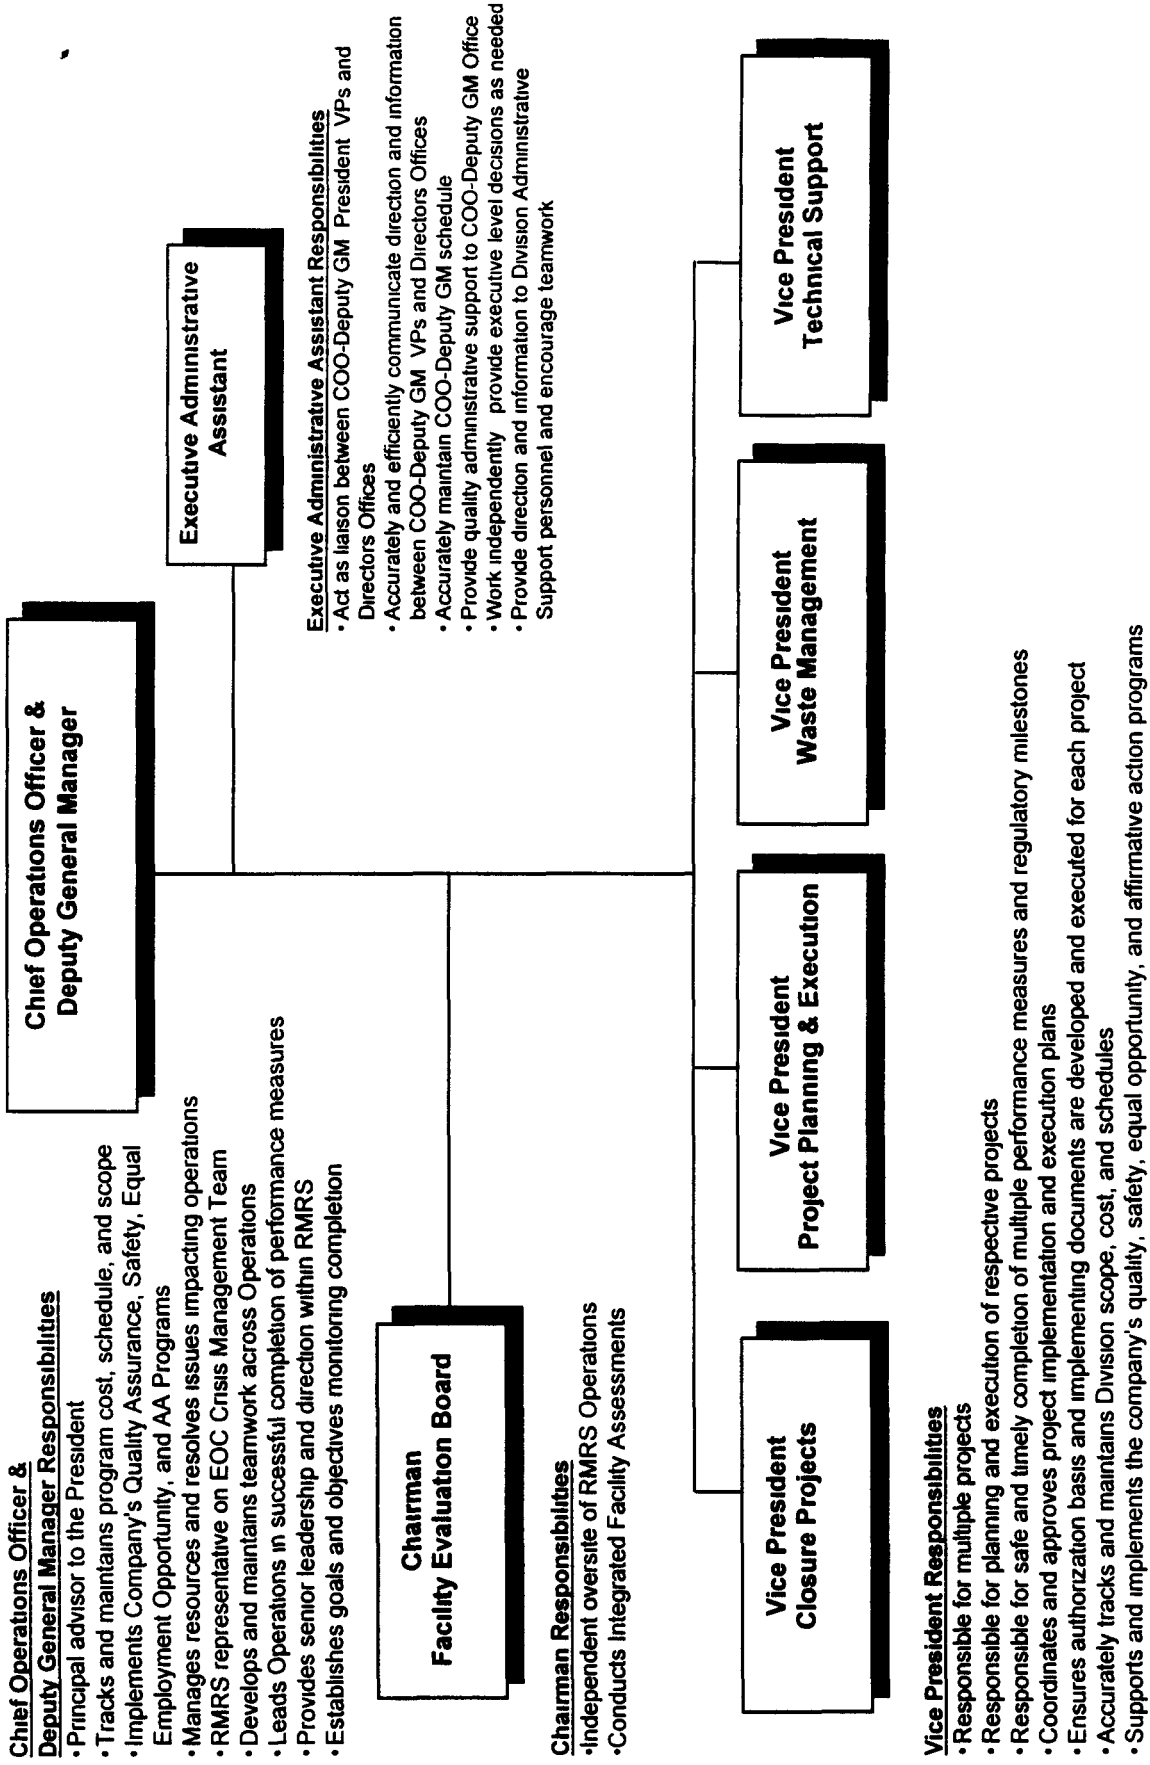 Chief Operations Officer &
Deputy General Manager Responsibilities
• Principal advisor to the President
• Tracks and maintains program cost, schedule, and scope
• Implements Company's Quality Assurance, Safety, Equal
Employment Opportunity, and AA Programs
• Manages resources and resolves issues impacting operations
• RMRS representative on EOC Crisis Management Team
• Develops and maintains teamwork across Operations
• Leads Operations in successful completion of performance measures
• Provides senior leadership and direction within RMRS
• Establishes goals and objectives monitoring completion
Chief Operations Officer &
Deputy General Manager
Executive Administrative
Assistant
Executive Administrative Assistant Responsibilities
• Act as liaison between COO-Deputy GM President VPs and
Directors Offices
• Accurately and efficiently communicate direction and information
between COO-Deputy GM VPs and Directors Offices
• Accurately maintain COO-Deputy GM schedule
• Provide quality administrative support to COO-Deputy GM Office
• Work independently provide executive level decisions as needed
• Provide direction and information to Division Administrative
Support personnel and encourage teamwork
Chairman
Facility Evaluation Board
Chairman Responsibilities
•Independent oversite of RMRS Operations
•Conducts Integrated Facility Assessments
Vice President
Closure Projects
Vice President
Project Planning & Execution
Vice President
Waste Management
Vice President
Technical Support
Vice President Responsibilities
• Responsible for multiple projects
• Responsible for planning and execution of respective projects
• Responsible for safe and timely completion of multiple performance measures and regulatory milestones
• Coordinates and approves project implementation and execution plans
• Ensures authorization basis and implementing documents are developed and executed for each project
• Accurately tracks and maintains Division scope, cost, and schedules
• Supports and implements the company's quality, safety, equal opportunity, and affirmative action programs